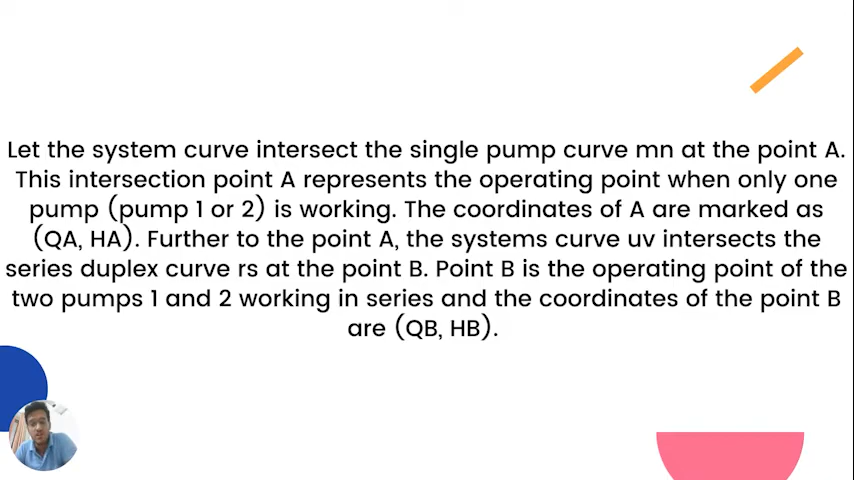 Let the system curve intersect the single pump curve mn at the point A.
This intersection point A represents the operating point when only one
pump (pump 1 or 2) is working. The coordinates of A are marked as
(QA, HA). Further to the point A, the systems curve uv intersects the
series duplex curve rs at the point B. Point B is the operating point of the
two pumps 1 and 2 working in series and the coordinates of the point B
are (QB, HB).